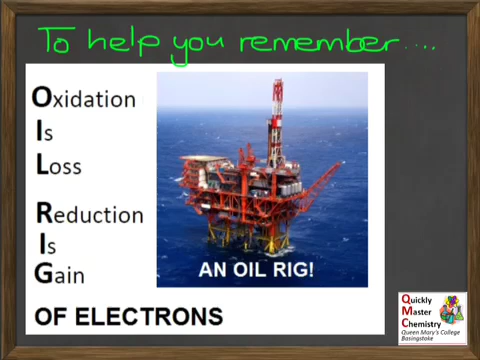 To help you remember....
Oxidation
Is
Loss
Reduction
Is
Gain
OF ELECTRONS
AN OIL RIG!
Quickly
Master
Chemistry
Queen Mary's College
Basingstoke